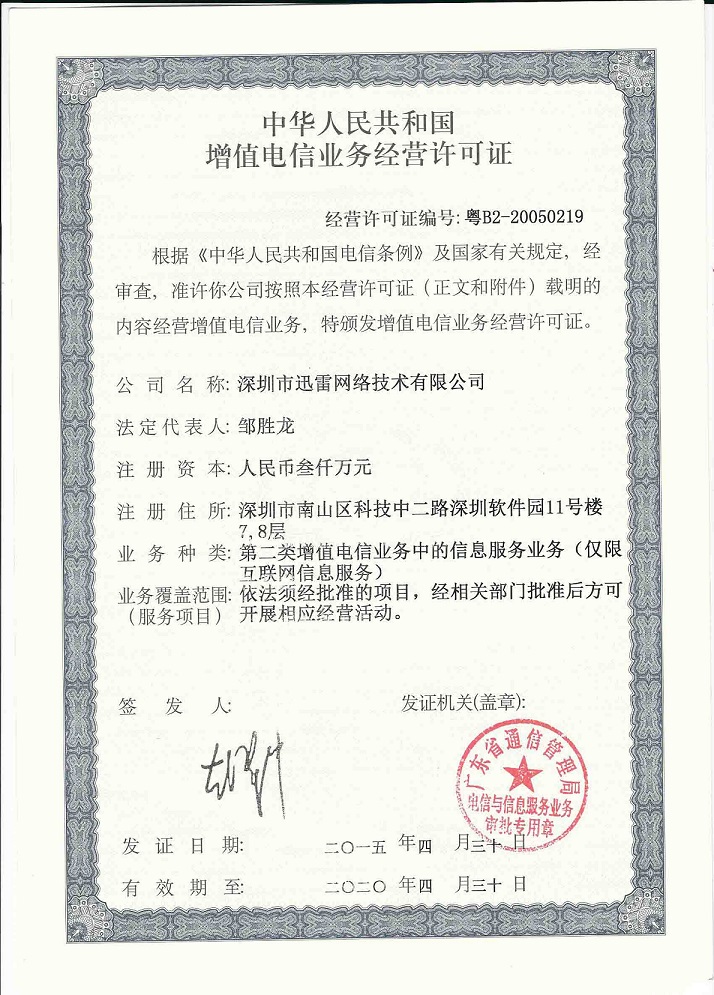 中华人民共和国
增值电信业务经营许可证
经营许可证编号: 粤B2-20050219
根据《中华人民共和国电信条例》及国家有关规定，经
审查，准许你公司按照本经营许可证（正文和附件）载明的
内容经营增值电信业务，特颁发增值电信业务经营许可证。
公司名称: 深圳市迅雷网络技术有限公司
法定代表人: 邹胜龙
注册资本: 人民币叁仟万元
注册住所: 深圳市南山区科技中二路深圳软件园11号楼
7,8层
业务种类: 第二类增值电信业务中的信息服务业务（仅限
互联网信息服务）
业务覆盖范围: 依法须经批准的项目，经相关部门批准后方可
（服务项目） 开展相应经营活动。
签发人:
发证机关(盖章):
广东省通信管理局
电信与信息服务业务
审批专用章
发证日期: 二〇一五 年四 月三十 日
有效期至: 二〇二〇 年四 月三十 日